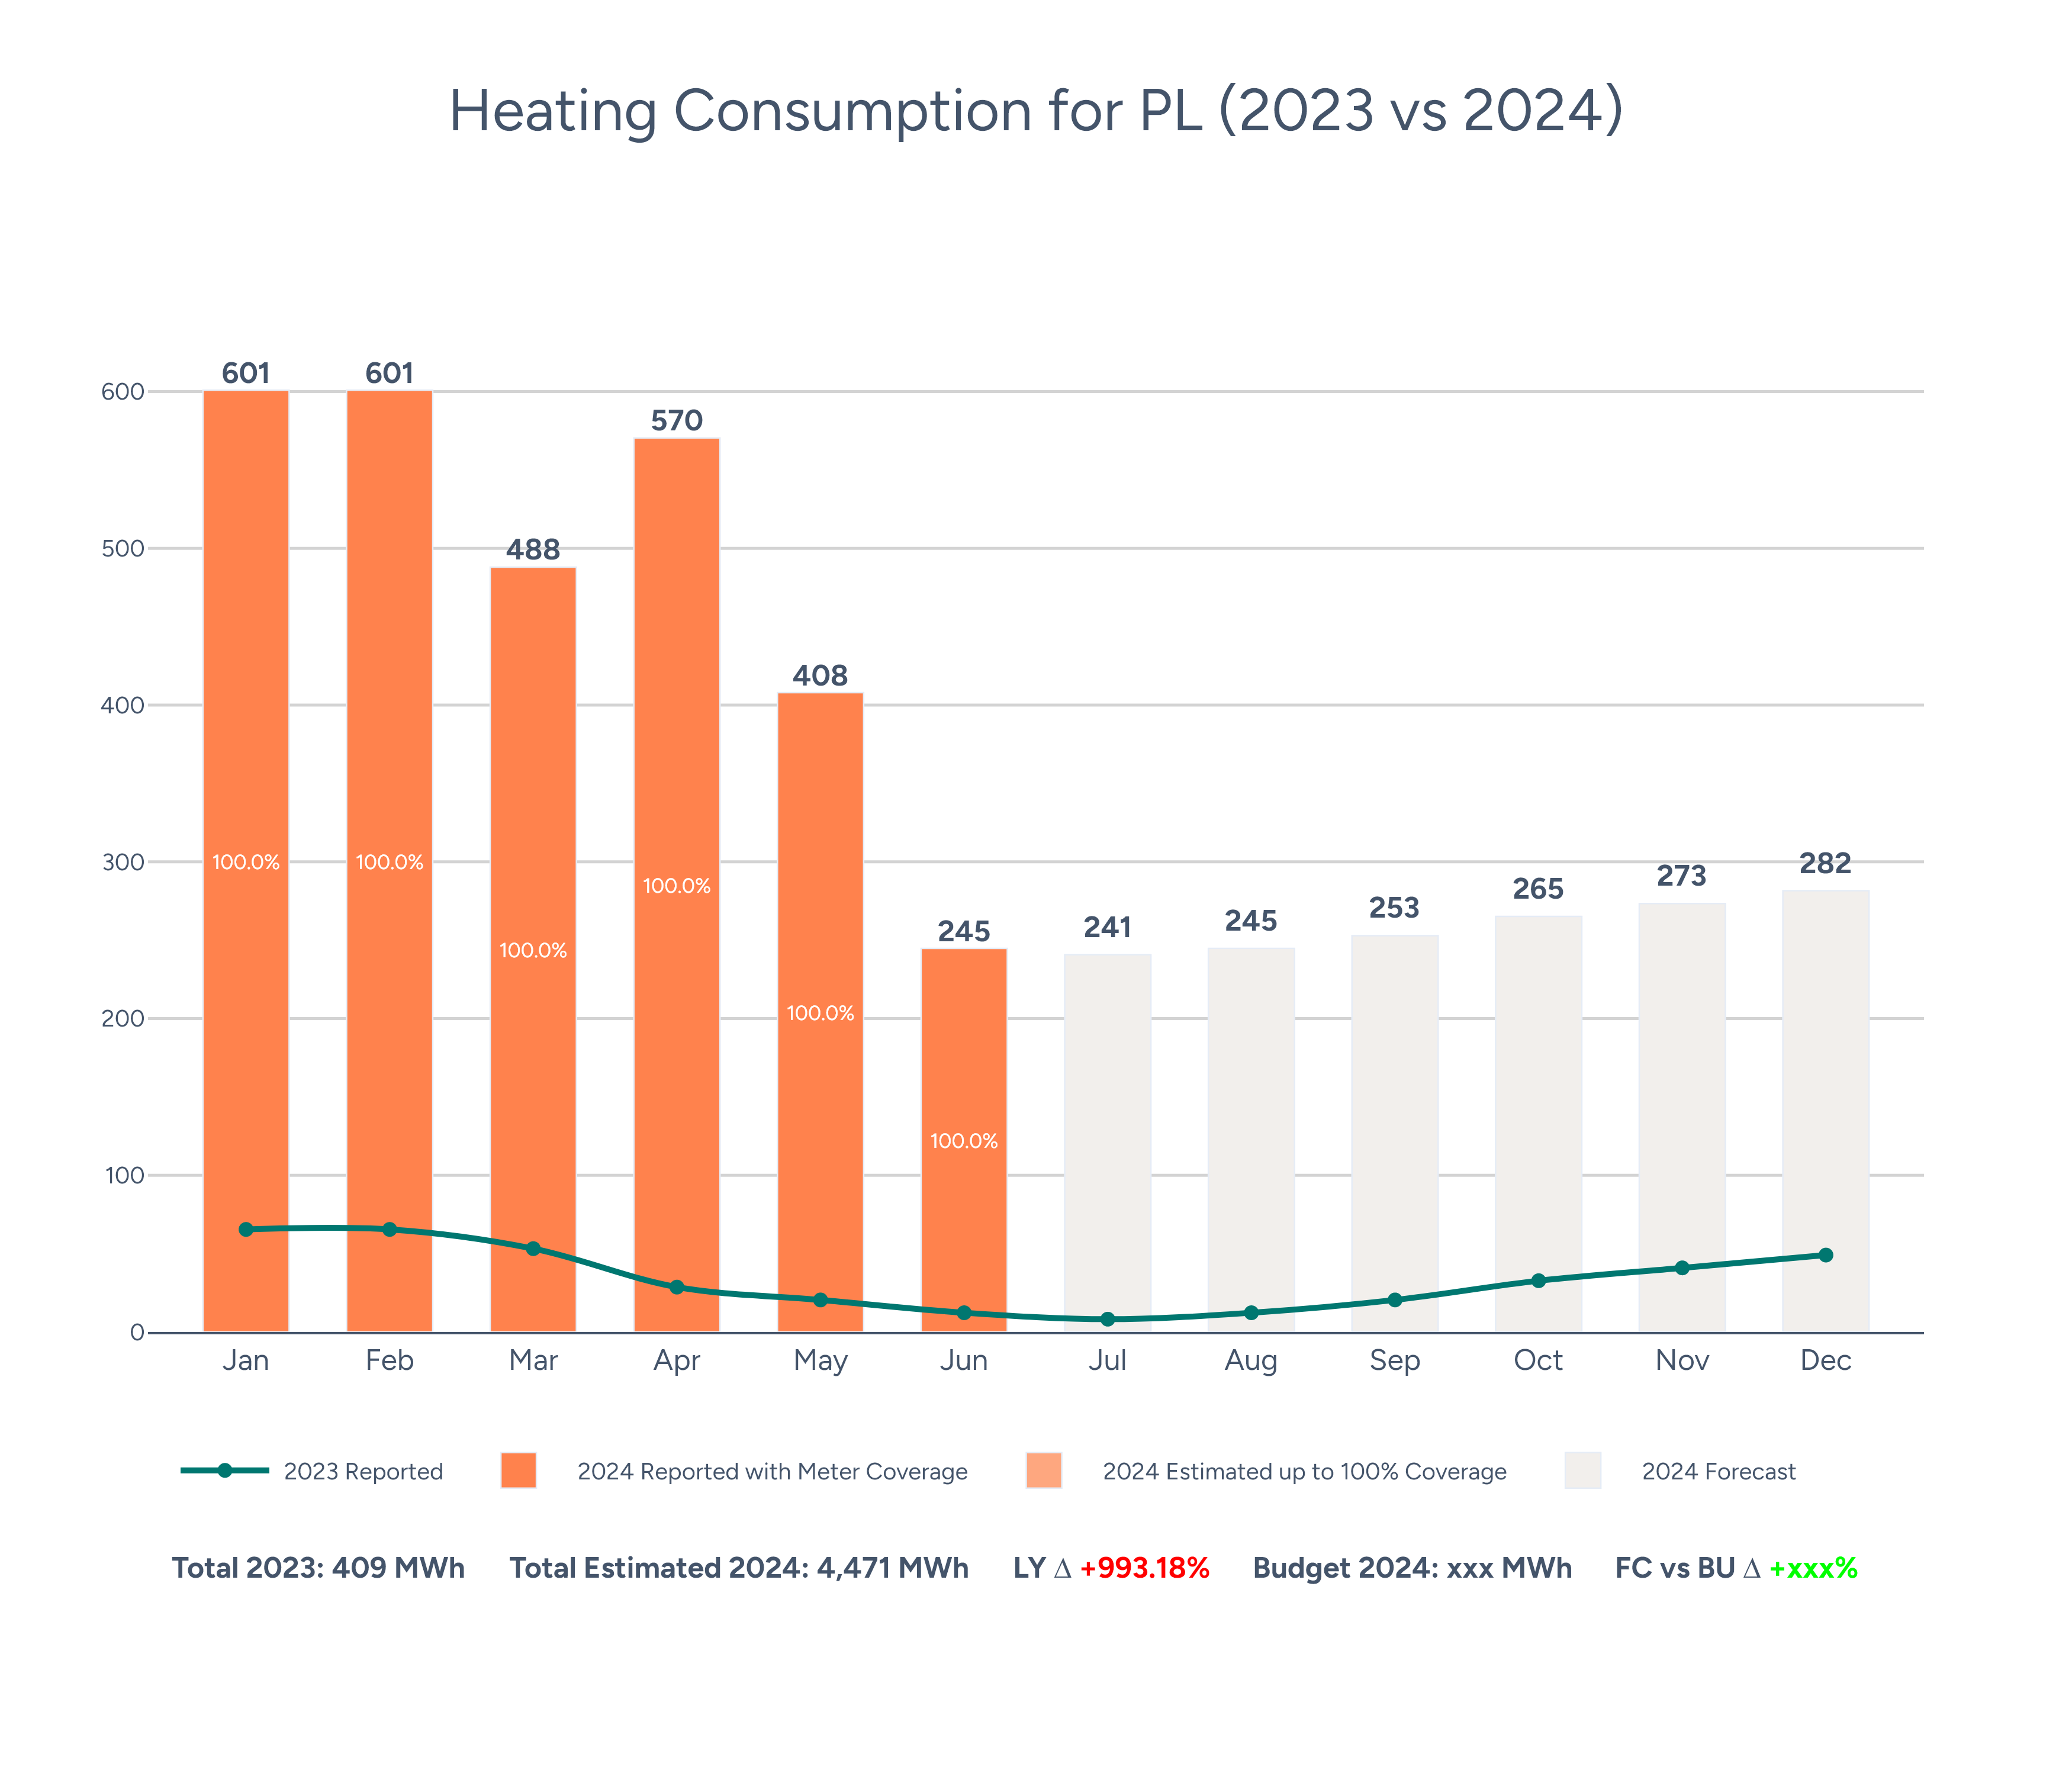 Heating Consumption for PL (2023 vs 2024)
601 601
600
570
500
488
408
400
300 100.0% 100.0% 282
100.0%
273
265
253
245 241 245
100.0%
200 100.0%
100.0%
100
0
Jan Feb Mar Apr May Jun Jul Aug Sep Oct Nov Dec
2023 Reported 2024 Reported with Meter Coverage 2024 Estimated up to 100% Coverage 2024 Forecast
Total 2023: 409 MWh Total Estimated 2024: 4,471 MWh LY Δ +993.18% Budget 2024: xxx MWh FC vs BU Δ +xxx%